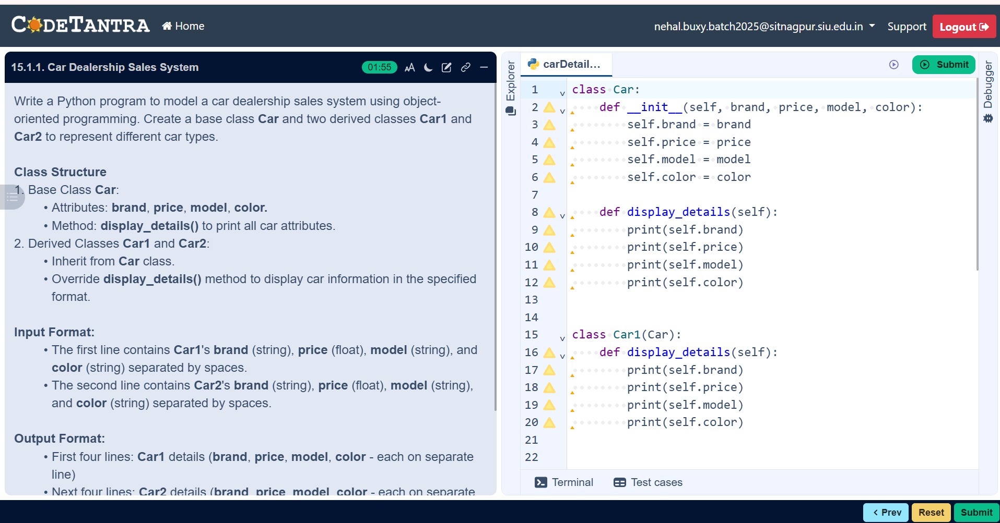 CODETANTRA
Home
nehal.buxy.batch2025@sitnagpur.siu.edu.in
Support
Logout
15.1.1. Car Dealership Sales System
01:55
Write a Python program to model a car dealership sales system using object-
oriented programming. Create a base class Car and two derived classes Car1 and
Car2 to represent different car types.
Class Structure
1. Base Class Car:
• Attributes: brand, price, model, color.
• Method: display_details() to print all car attributes.
2. Derived Classes Car1 and Car2:
• Inherit from Car class.
• Override display_details() method to display car information in the specified
format.
Input Format:
• The first line contains Car1's brand (string), price (float), model (string), and
color (string) separated by spaces.
• The second line contains Car2's brand (string), price (float), model (string),
and color (string) separated by spaces.
Output Format:
• First four lines: Car1 details (brand, price, model, color - each on separate
line)
• Next four lines: Car2 details (brand, price, model, color - each on separate
Explorer
carDetail...
Submit
Debugger
1 class Car:
2     def __init__(self, brand, price, model, color):
3         self.brand = brand
4         self.price = price
5         self.model = model
6         self.color = color
7
8     def display_details(self):
9         print(self.brand)
10         print(self.price)
11         print(self.model)
12         print(self.color)
13
14
15 class Car1(Car):
16     def display_details(self):
17         print(self.brand)
18         print(self.price)
19         print(self.model)
20         print(self.color)
21
22
Terminal
Test cases
< Prev
Reset
Submit